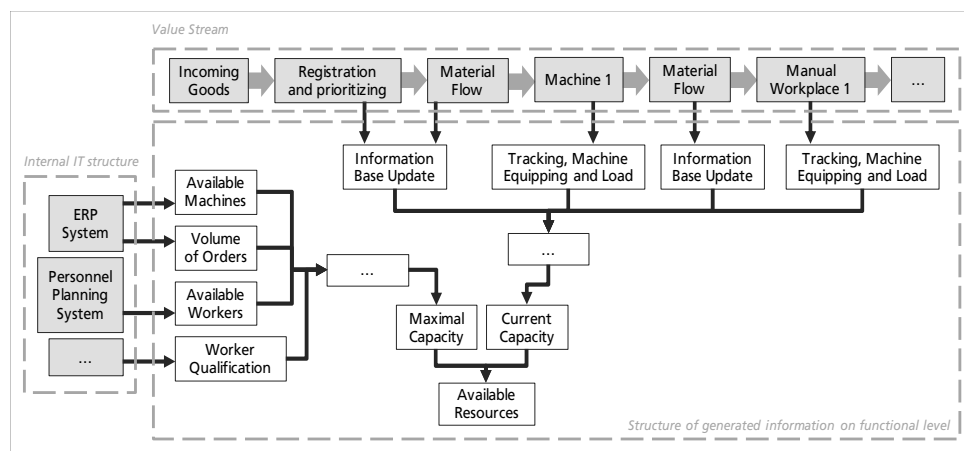 Value Stream
Incoming
Goods
Registration
and prioritizing
Material
Flow
Machine 1
Material
Flow
Manual
Workplace 1
...
Internal IT structure
Information
Base Update
Tracking, Machine
Equipping and Load
Information
Base Update
Tracking, Machine
Equipping and Load
ERP
System
Personnel
Planning
System
...
Available
Machines
Volume
of Orders
Available
Workers
Worker
Qualification
...
...
Maximal
Capacity
Current
Capacity
Available
Resources
Structure of generated information on functional level